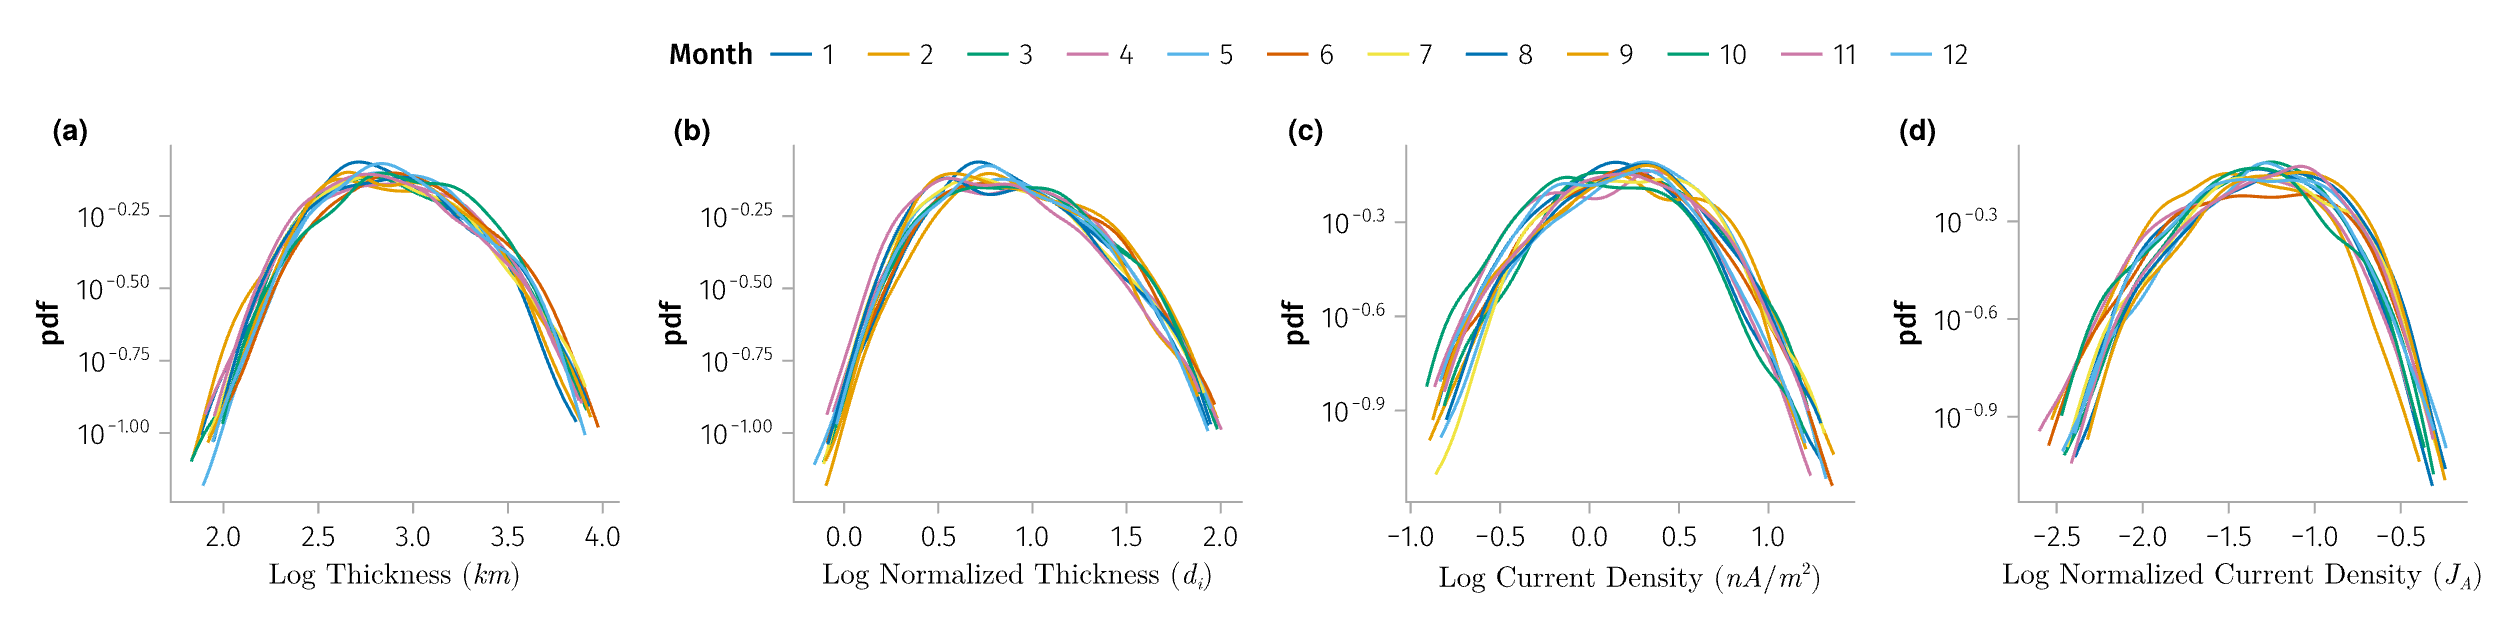 Month 1 2 3 4 5 6 7 8 9 10 11 12
(a) (b) (c) (d)
pdf
10^−0.25
10^−0.50
10^−0.75
10^−1.00
2.0 2.5 3.0 3.5 4.0
Log Thickness (km)
pdf
10^−0.25
10^−0.50
10^−0.75
10^−1.00
0.0 0.5 1.0 1.5 2.0
Log Normalized Thickness (d_i)
pdf
10^−0.3
10^−0.6
10^−0.9
−1.0 −0.5 0.0 0.5 1.0
Log Current Density (nA/m^2)
pdf
10^−0.3
10^−0.6
10^−0.9
−2.5 −2.0 −1.5 −1.0 −0.5
Log Normalized Current Density (J_A)